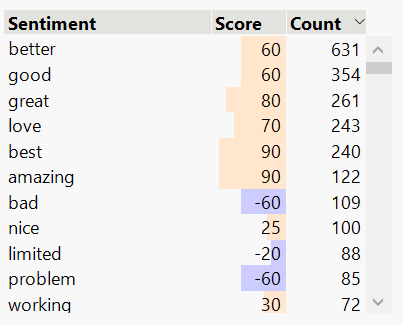 Sentiment Score Count
better 60 631
good 60 354
great 80 261
love 70 243
best 90 240
amazing 90 122
bad -60 109
nice 25 100
limited -20 88
problem -60 85
working 30 72